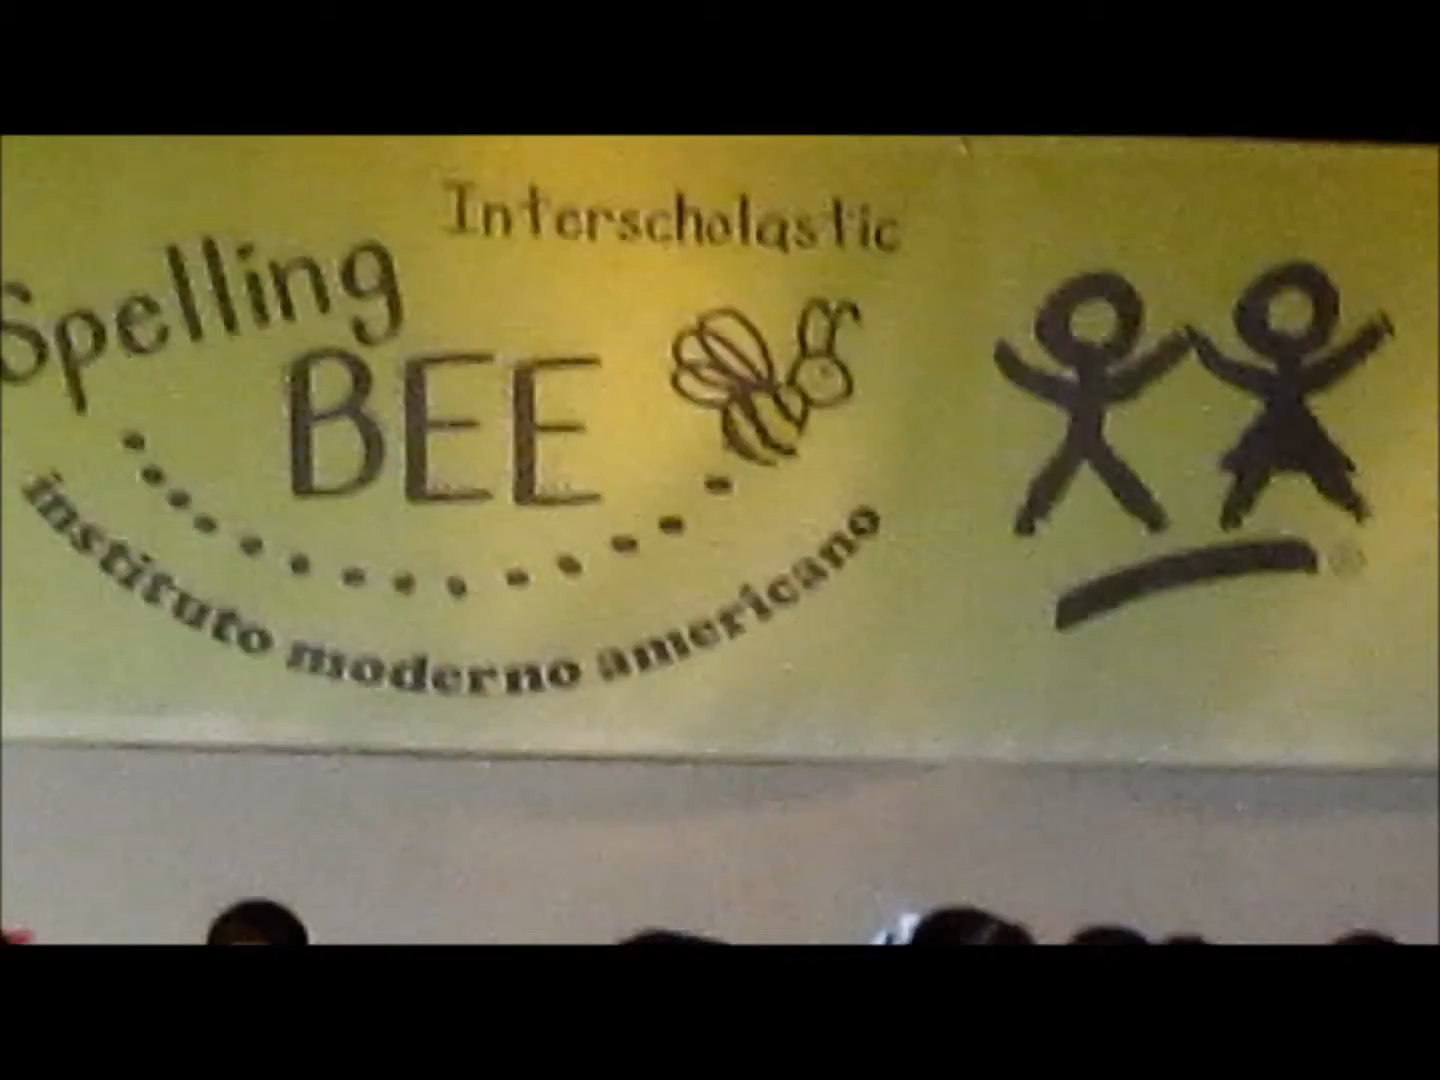 Interscholastic
Spelling
BEE
instituto moderno americano
®